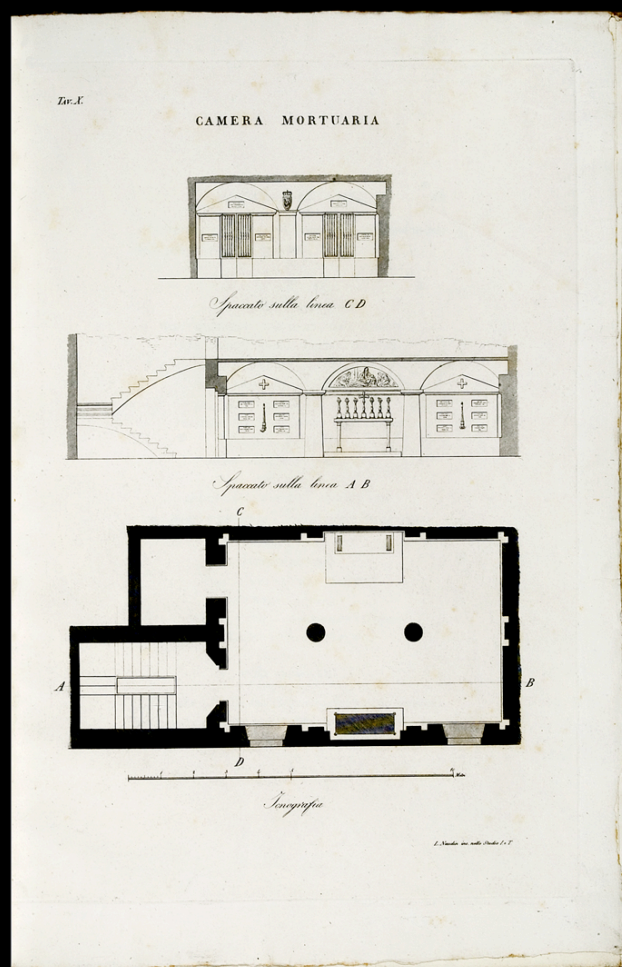 Tav. X.
CAMERA MORTUARIA
Spaccato sulla linea C D
Spaccato sulla linea A B
C
A
B
D
Icnografia